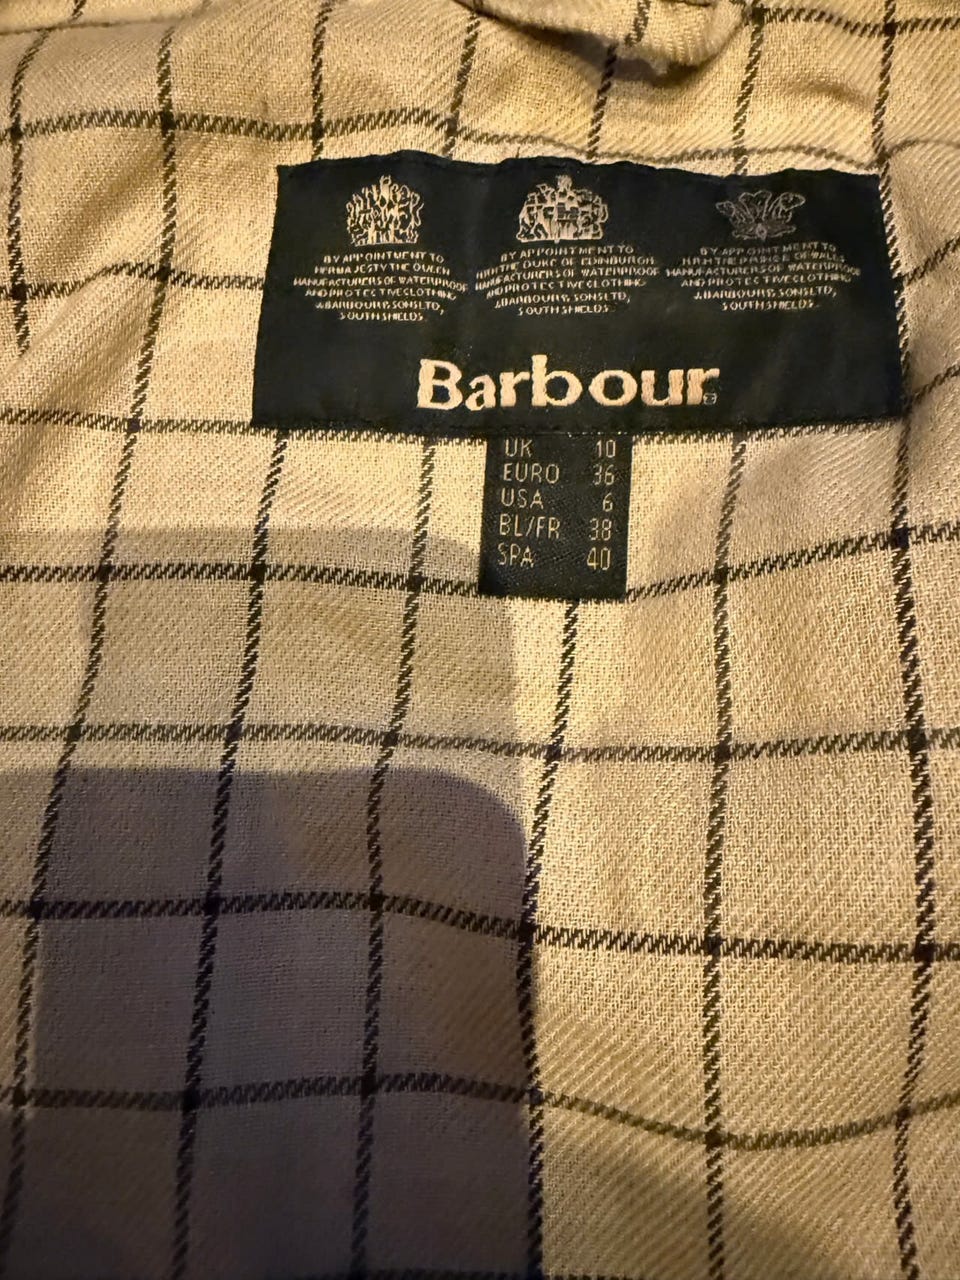 BY APPOINTMENT TO
HER MAJESTY THE QUEEN
MANUFACTURERS OF WATERPROOF
AND PROTECTIVE CLOTHING
J.BARBOUR & SONS LTD,
SOUTH SHIELDS
BY APPOINTMENT TO
HRH THE DUKE OF EDINBURGH
MANUFACTURERS OF WATERPROOF
AND PROTECTIVE CLOTHING
J.BARBOUR & SONS LTD,
SOUTH SHIELDS
BY APPOINTMENT TO
HRH THE PRINCE OF WALES
MANUFACTURERS OF WATERPROOF
AND PROTECTIVE CLOTHING
J.BARBOUR & SONS LTD,
SOUTH SHIELDS
Barbour
UK 10
EURO 36
USA 6
BL/FR 38
SPA 40